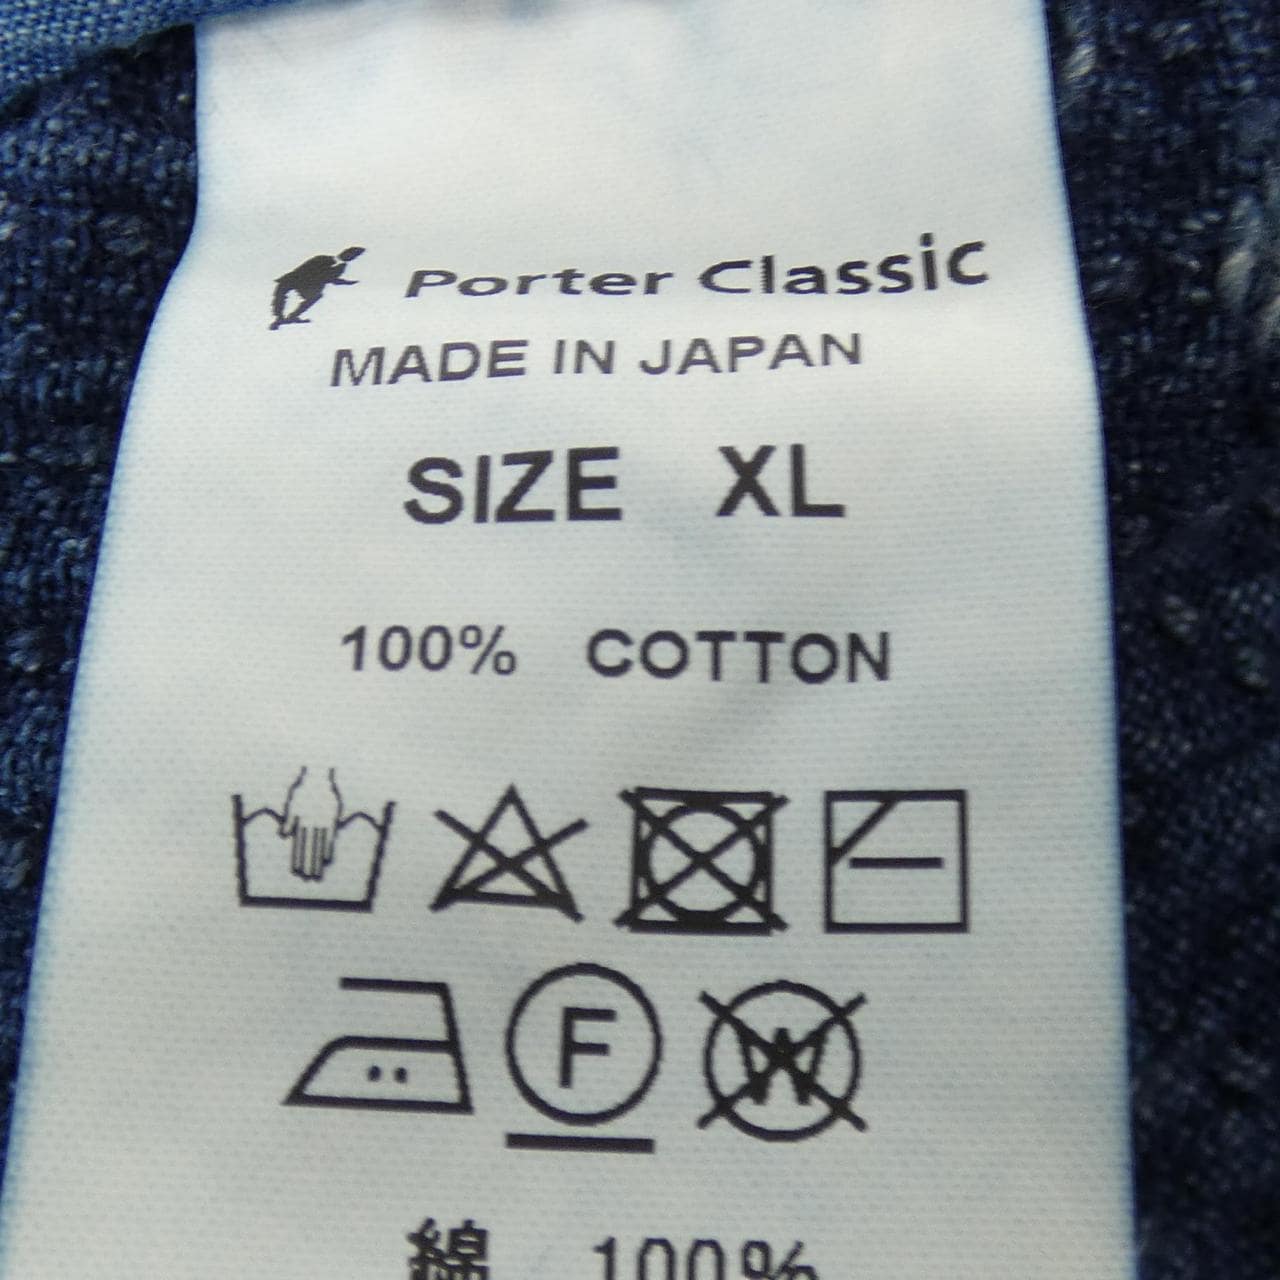 Porter Classic
MADE IN JAPAN
SIZE XL
100% COTTON
F
W
綿 100%